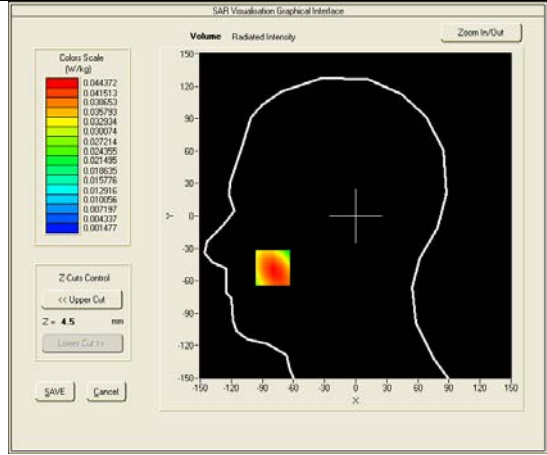 SAR Visualisation Graphical Interface
Volume Radiated Intensity
Zoom In/Out
Colors Scale
(W/kg)
0.044372
0.041513
0.038653
0.035793
0.032934
0.030074
0.027214
0.024355
0.021495
0.018635
0.015776
0.012916
0.010056
0.007197
0.004337
0.001477
Z-Cuts Control
<< Upper Cut
Z = 4.5 mm
Lower Cut >>
SAVE Cancel
150
120
90
60
30
0
-30
-60
-90
-120
-150
Y
-150 -120 -90 -60 -30 0 30 60 90 120 150
X